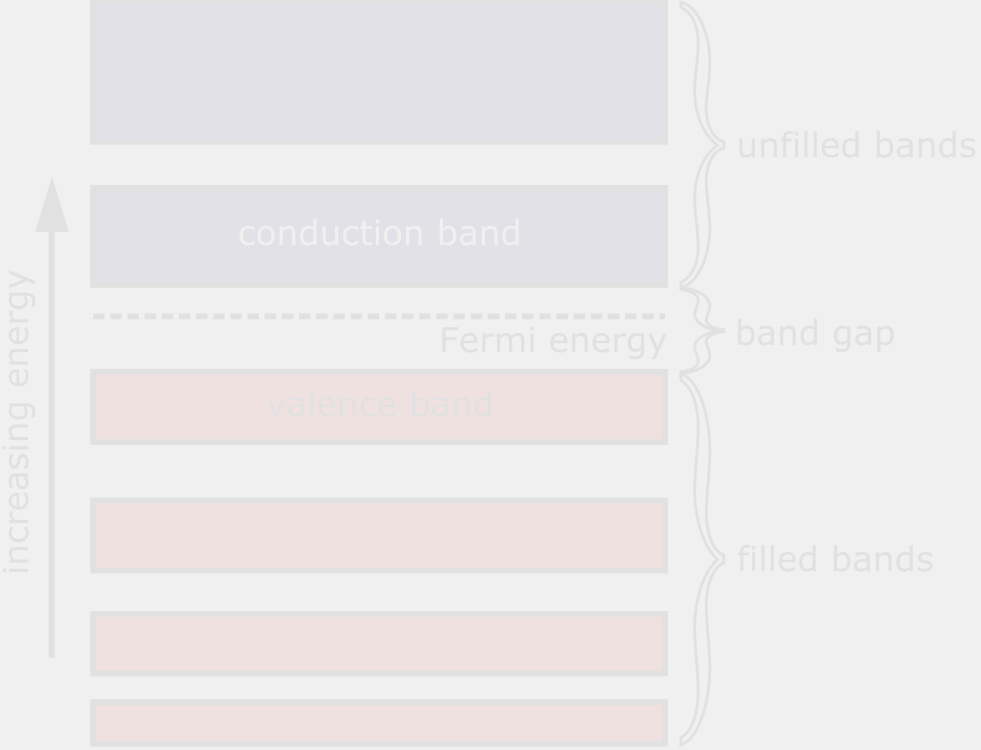 unfilled bands
conduction band
Fermi energy
band gap
valence band
increasing energy
filled bands